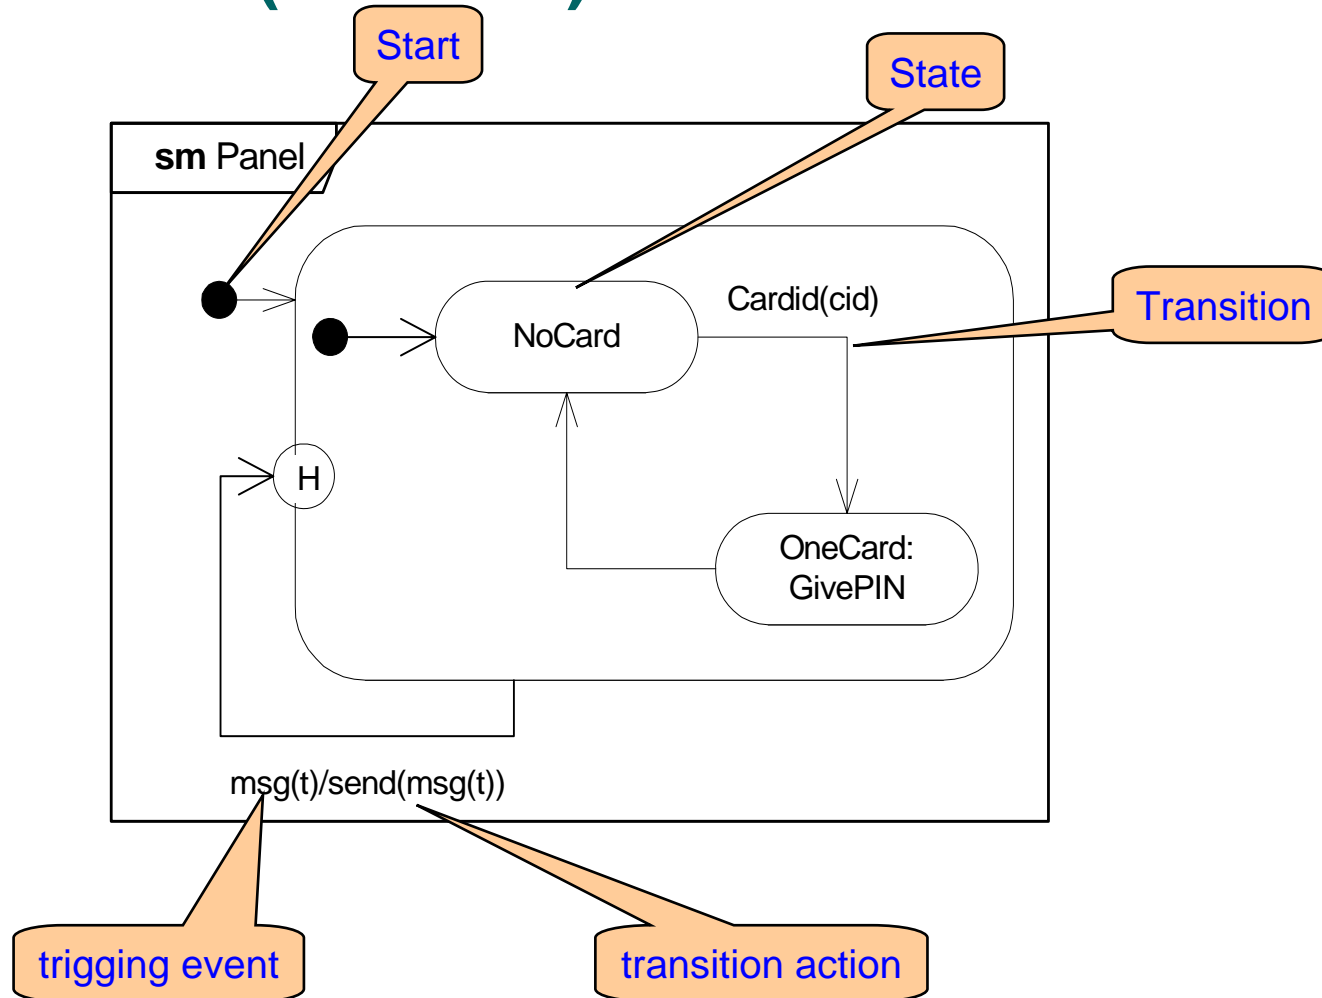 Start
State
sm Panel
Cardid(cid)
Transition
NoCard
H
OneCard:
GivePIN
msg(t)/send(msg(t))
trigging event
transition action